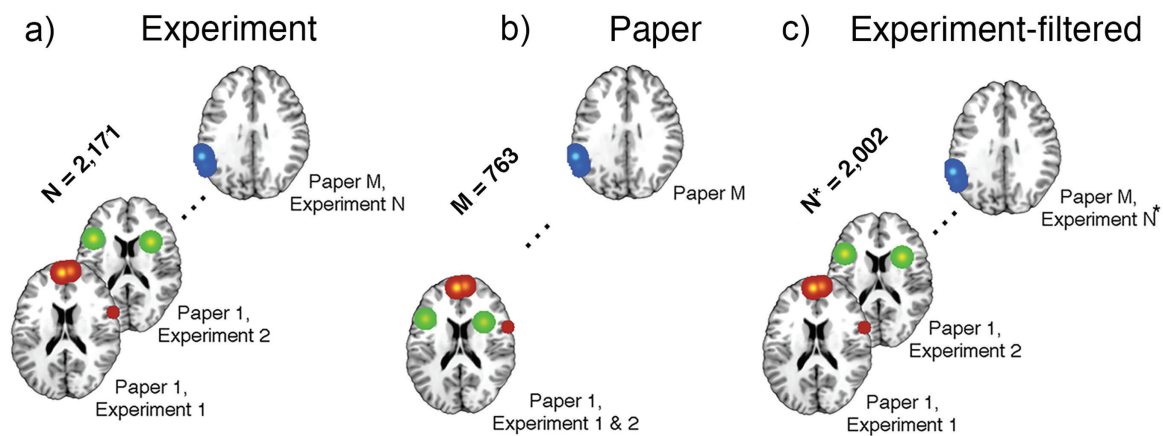 a) Experiment
N = 2,171
Paper M,
Experiment N
Paper 1,
Experiment 2
Paper 1,
Experiment 1
b) Paper
M = 763
Paper M
Paper 1,
Experiment 1 & 2
c) Experiment-filtered
N* = 2,002
Paper M,
Experiment N*
Paper 1,
Experiment 2
Paper 1,
Experiment 1